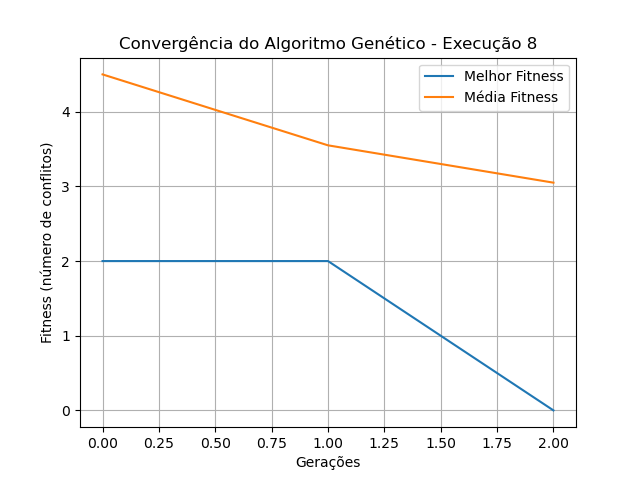 Convergência do Algoritmo Genético - Execução 8
Melhor Fitness
Média Fitness
Fitness (número de conflitos)
4
3
2
1
0
0.00 0.25 0.50 0.75 1.00 1.25 1.50 1.75 2.00
Gerações